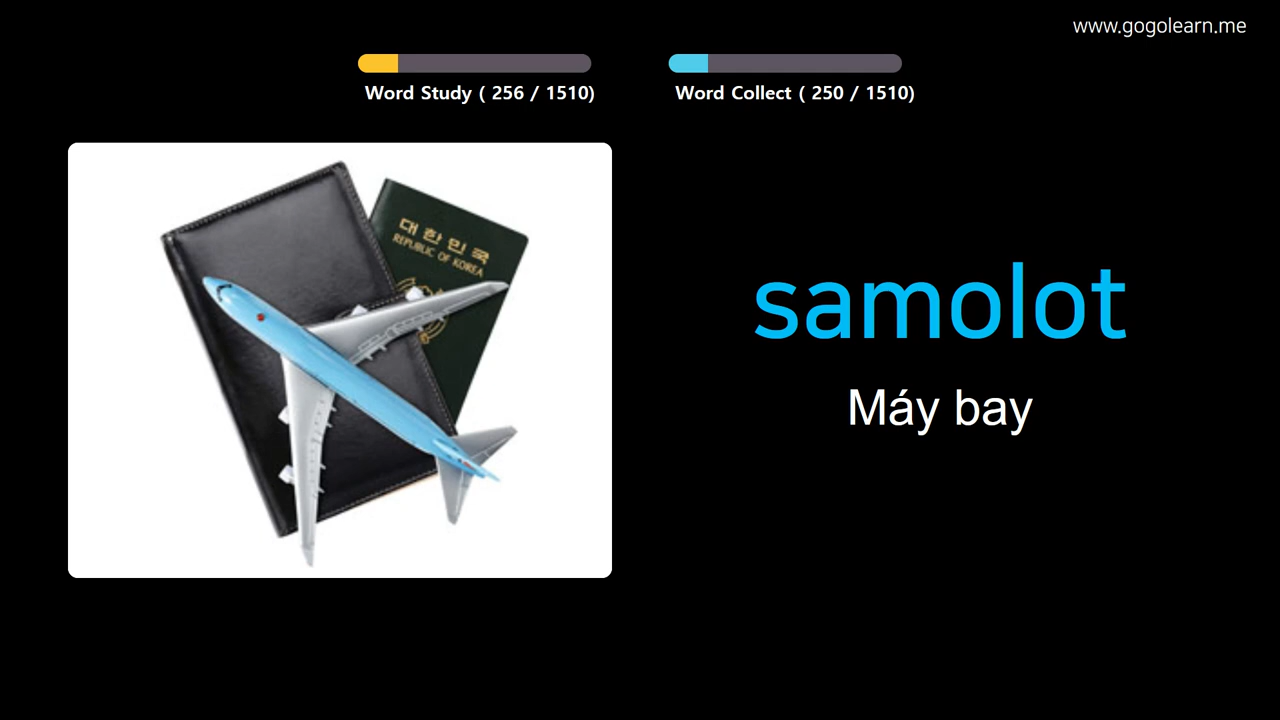 www.gogolearn.me
Word Study ( 256 / 1510)
Word Collect ( 250 / 1510)
대한민국
REPUBLIC OF KOREA
samolot
Máy bay